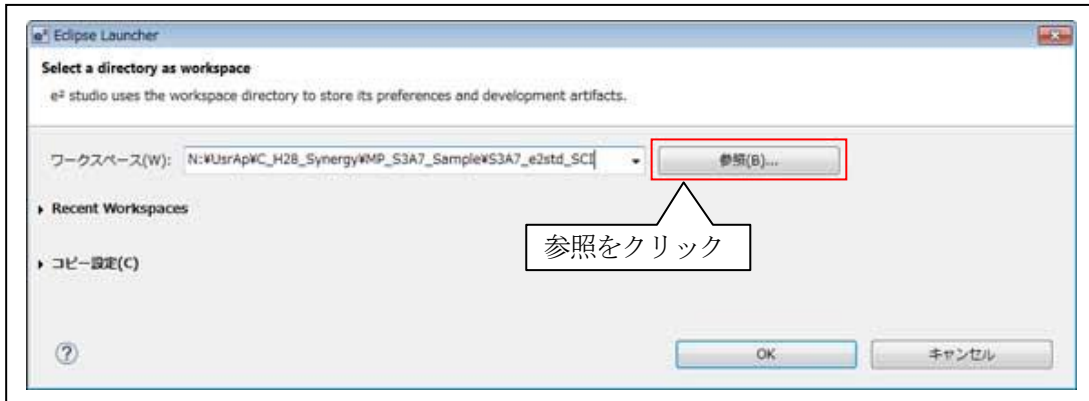 e² Eclipse Launcher
Select a directory as workspace
e² studio uses the workspace directory to store its preferences and development artifacts.
ワークスペース(W): N:¥UsrAp¥C_H28_Synergy¥MP_S3A7_Sample¥S3A7_e2std_SCI 参照(B)...
Recent Workspaces
参照をクリック
コピー設定(C)
?
OK キャンセル